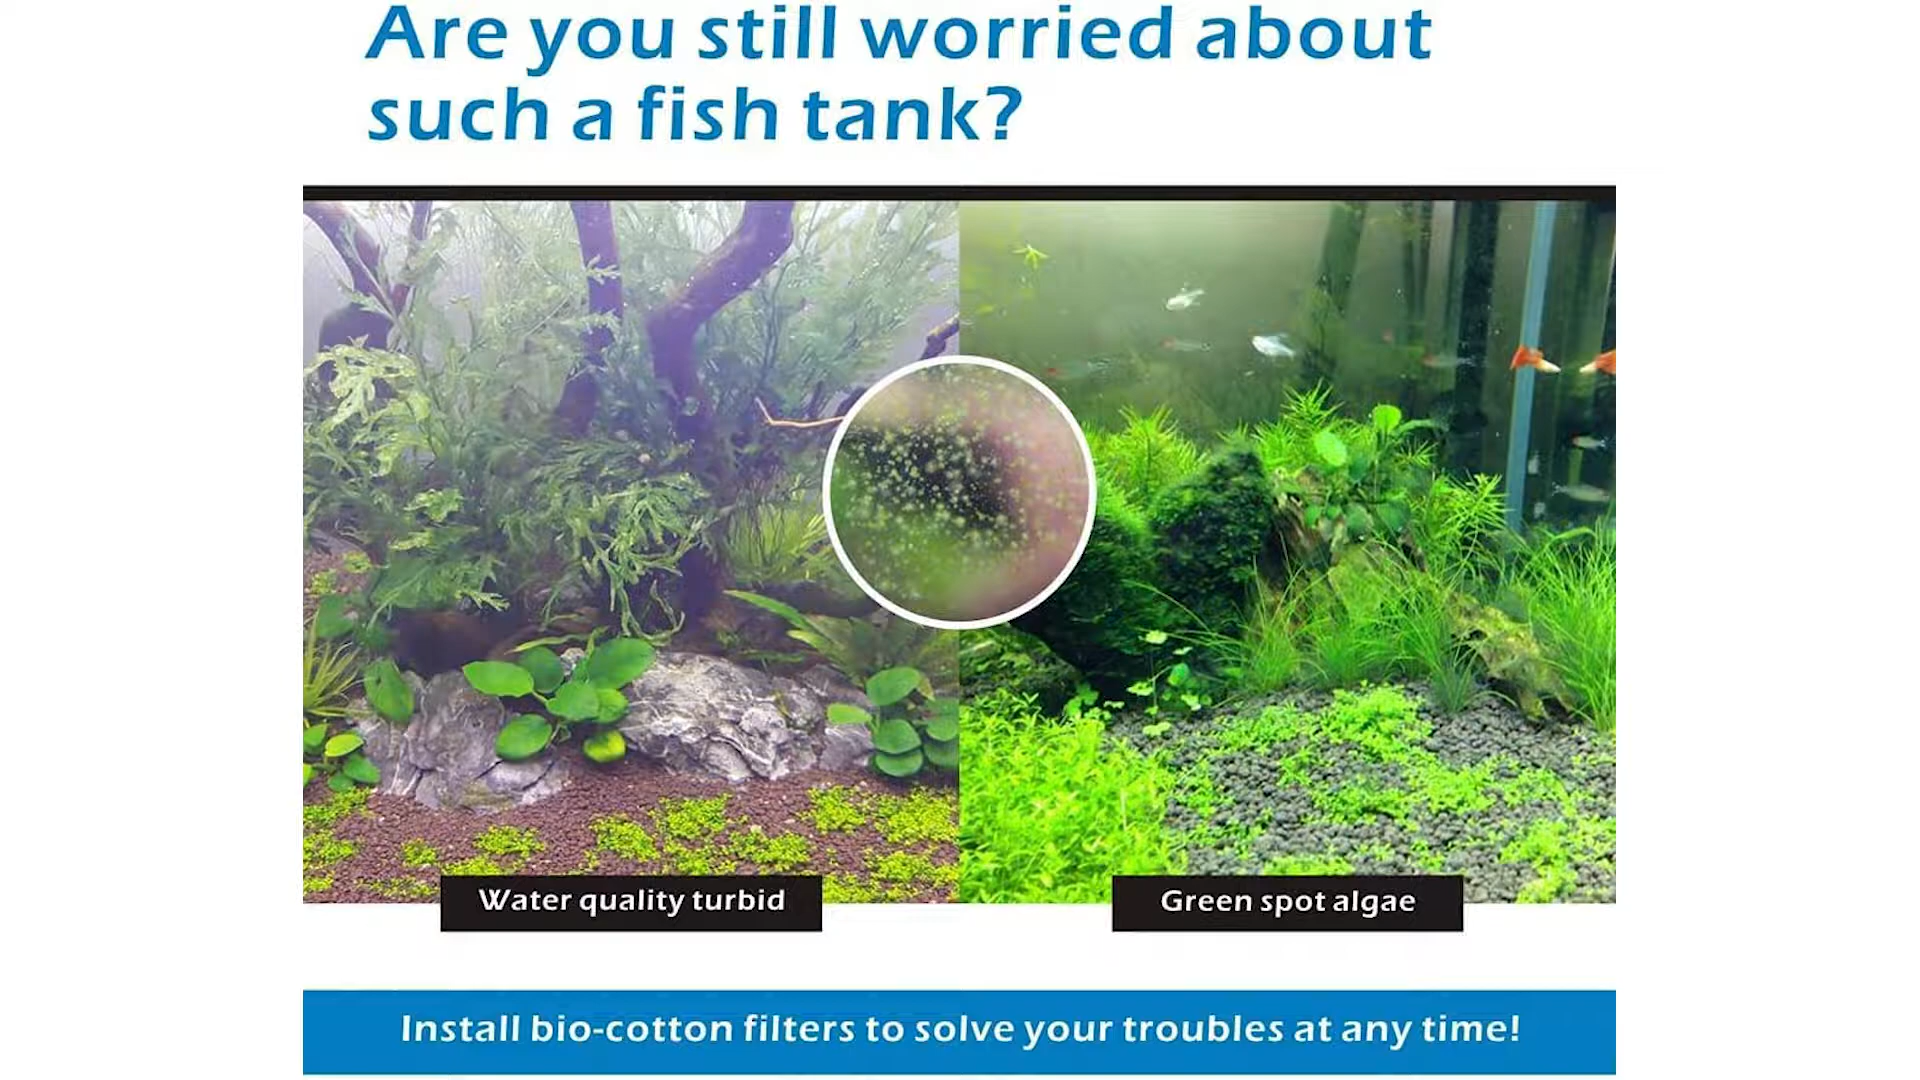 Are you still worried about
such a fish tank?
Water quality turbid
Green spot algae
Install bio-cotton filters to solve your troubles at any time!